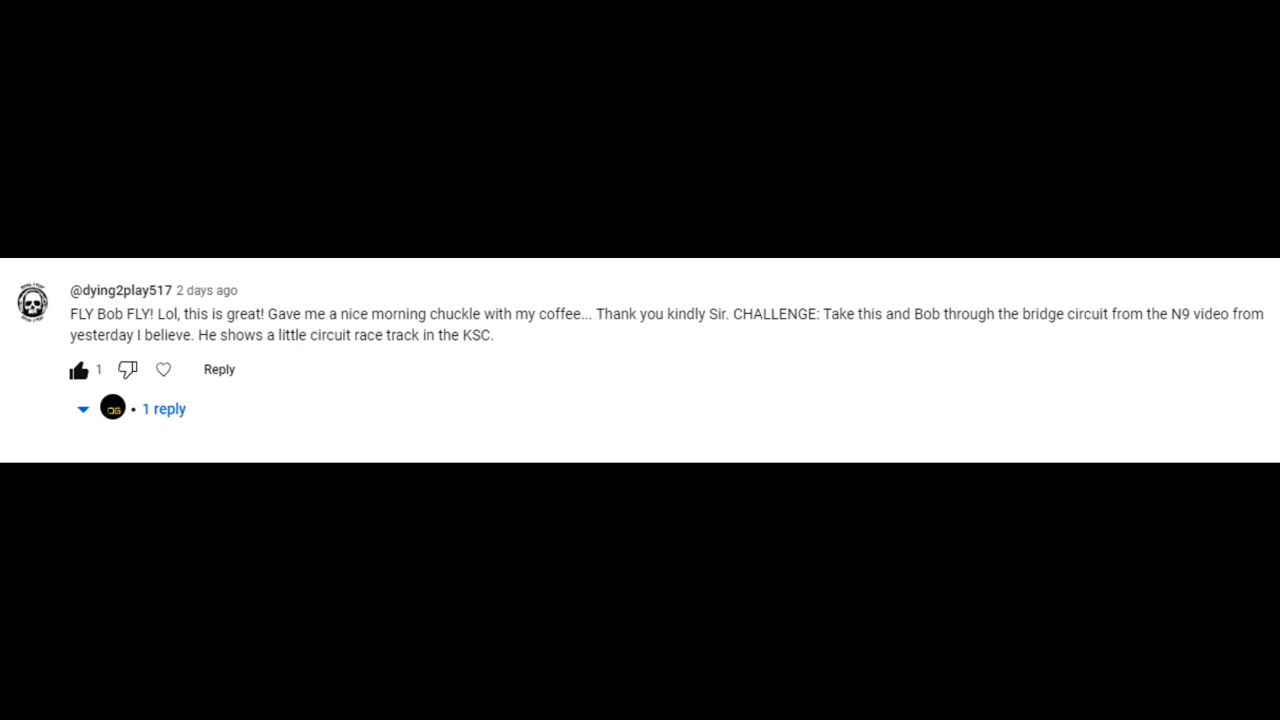 @dying2play517 2 days ago
FLY Bob FLY! Lol, this is great! Gave me a nice morning chuckle with my coffee... Thank you kindly Sir. CHALLENGE: Take this and Bob through the bridge circuit from the N9 video from
yesterday I believe. He shows a little circuit race track in the KSC.
1 Reply
OG • 1 reply